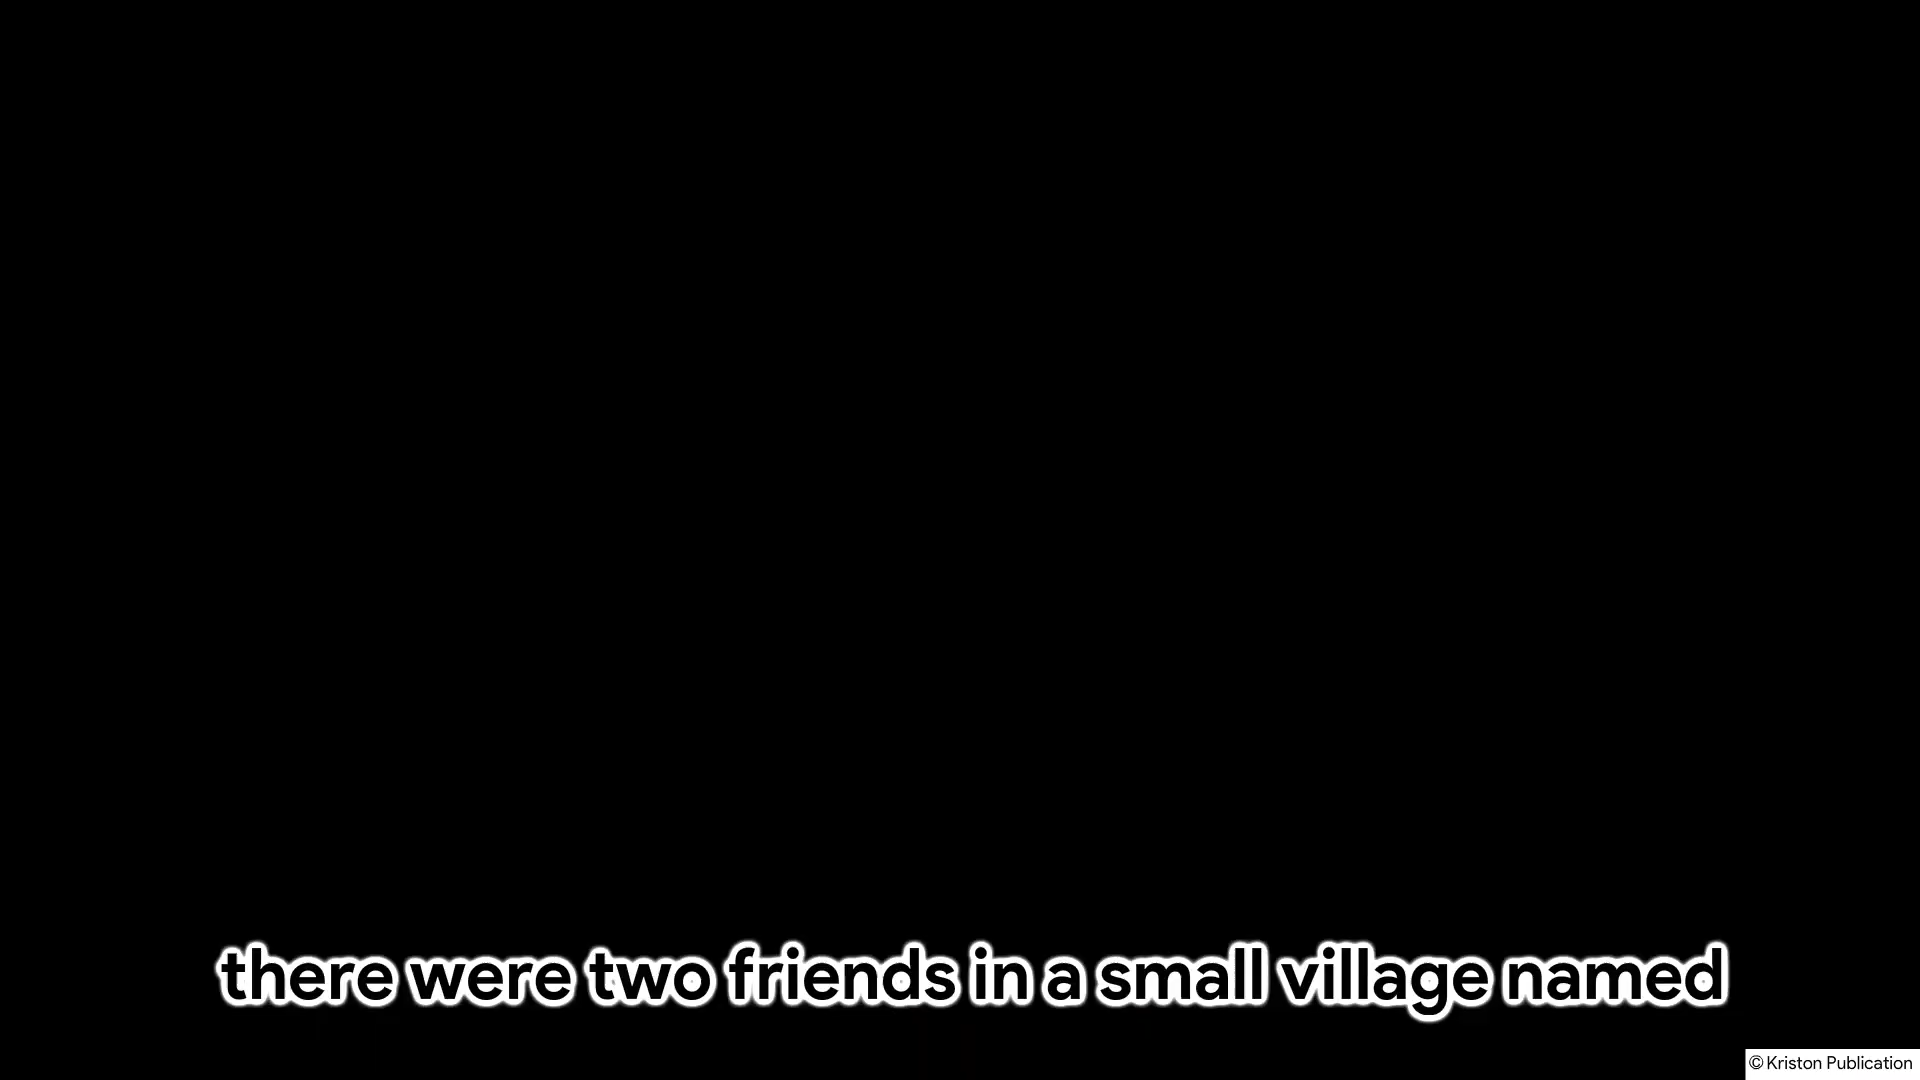 there were two friends in a small village named
© Kriston Publication